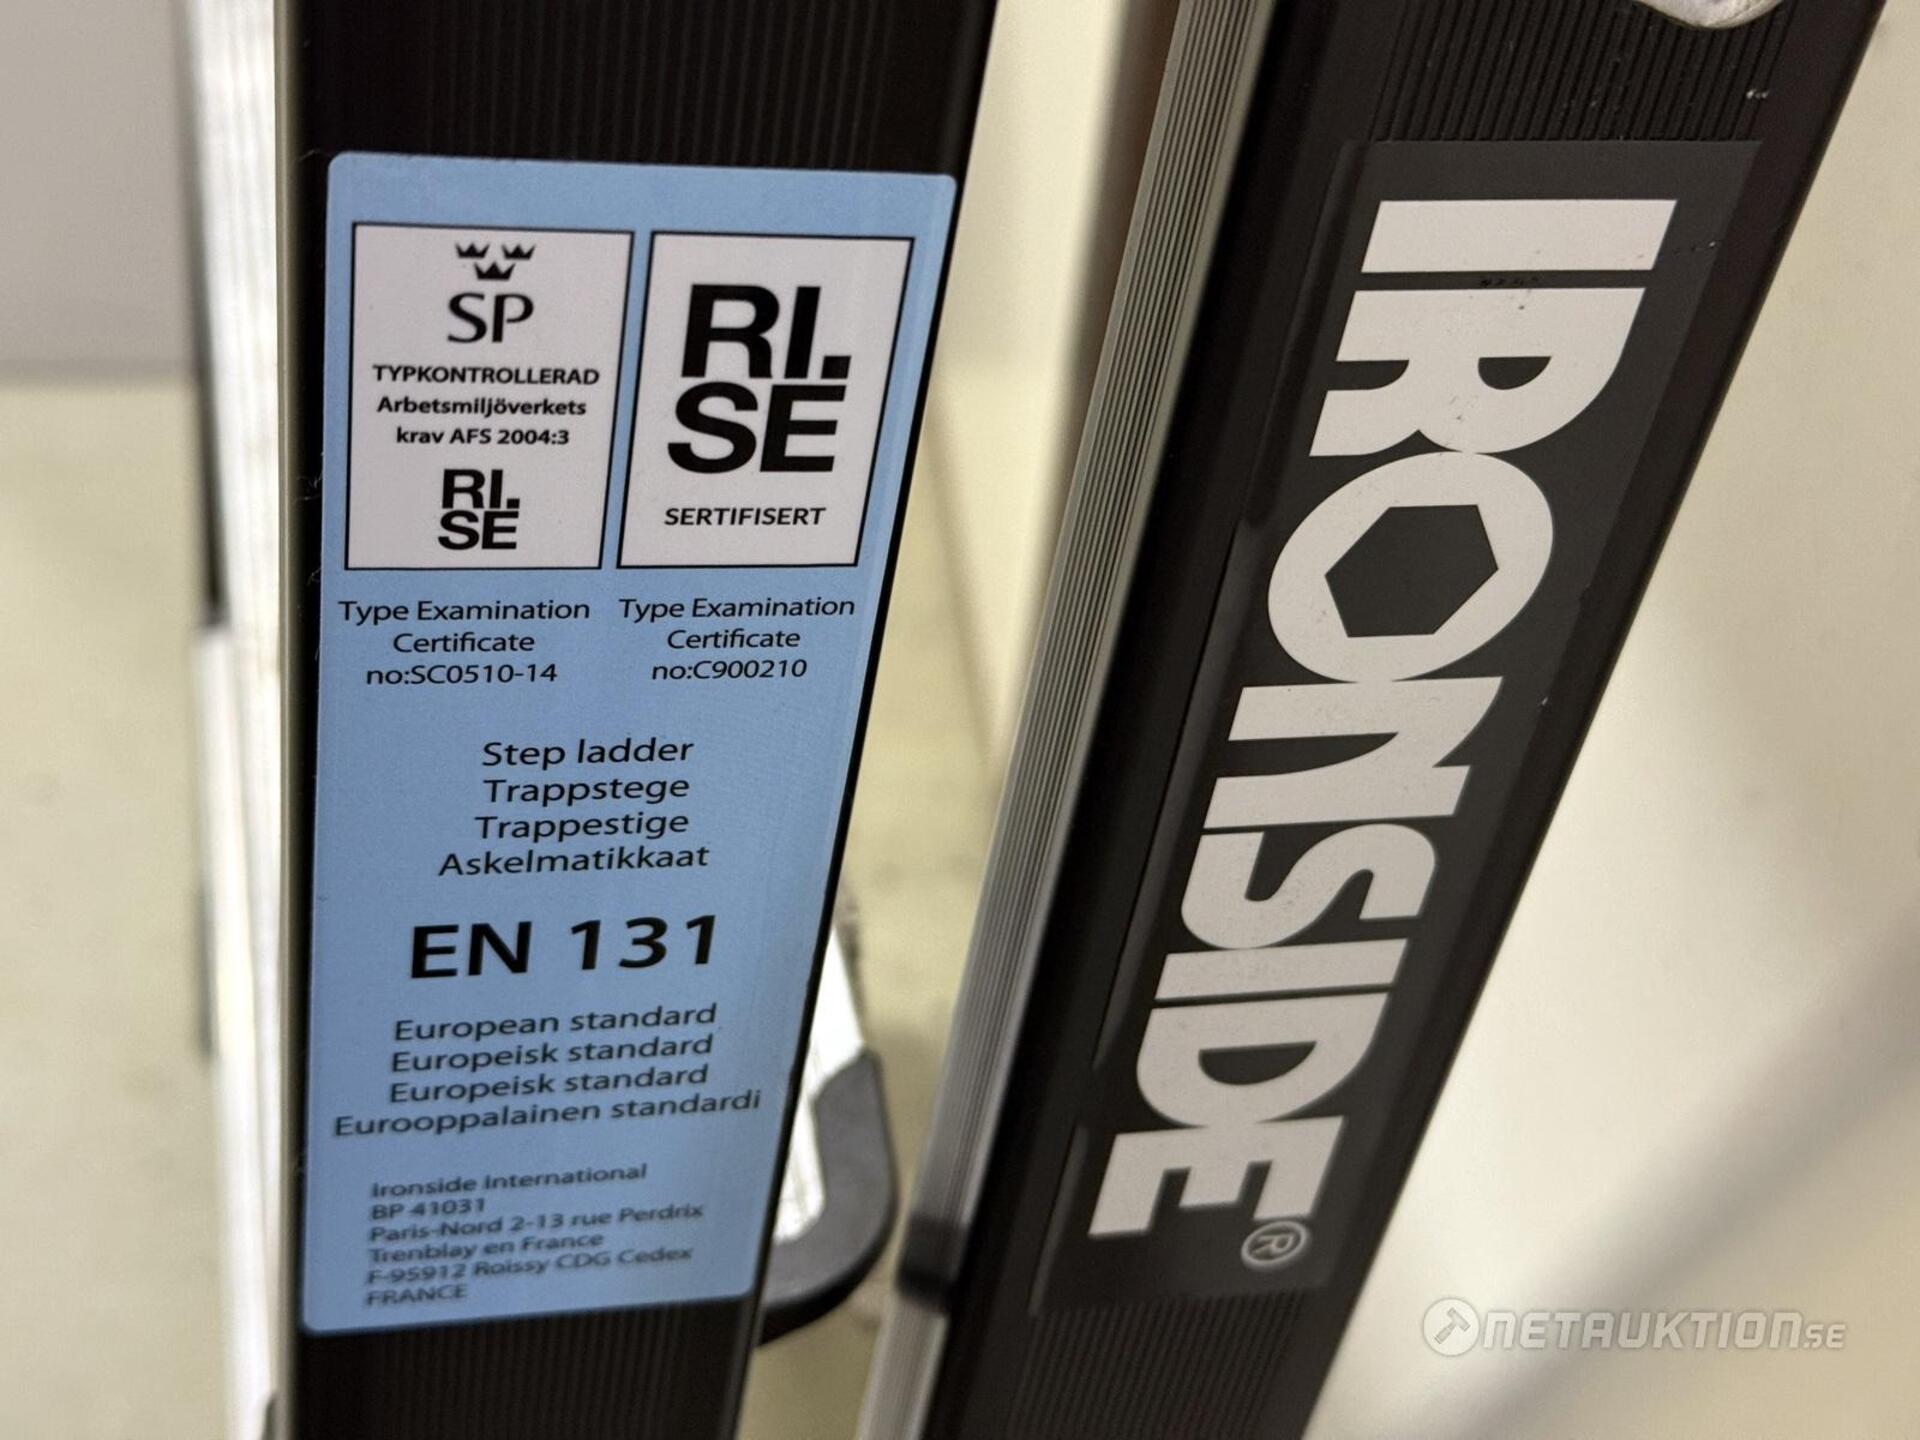 SP
TYPKONTROLLERAD
Arbetsmiljöverkets
krav AFS 2004:3
RI.
SE
RI.
SE
SERTIFISERT
Type Examination
Certificate
no:SC0510-14
Type Examination
Certificate
no:C900210
Step ladder
Trappstege
Trappestige
Askelmatikkaat
EN 131
European standard
Europeisk standard
Europeisk standard
Eurooppalainen standardi
Ironside International
BP 41031
Paris-Nord 2-13 rue Perdrix
Trenblay en France
F-95912 Roissy CDG Cedex
FRANCE
IRONSIDE®
NETAUKTION.SE